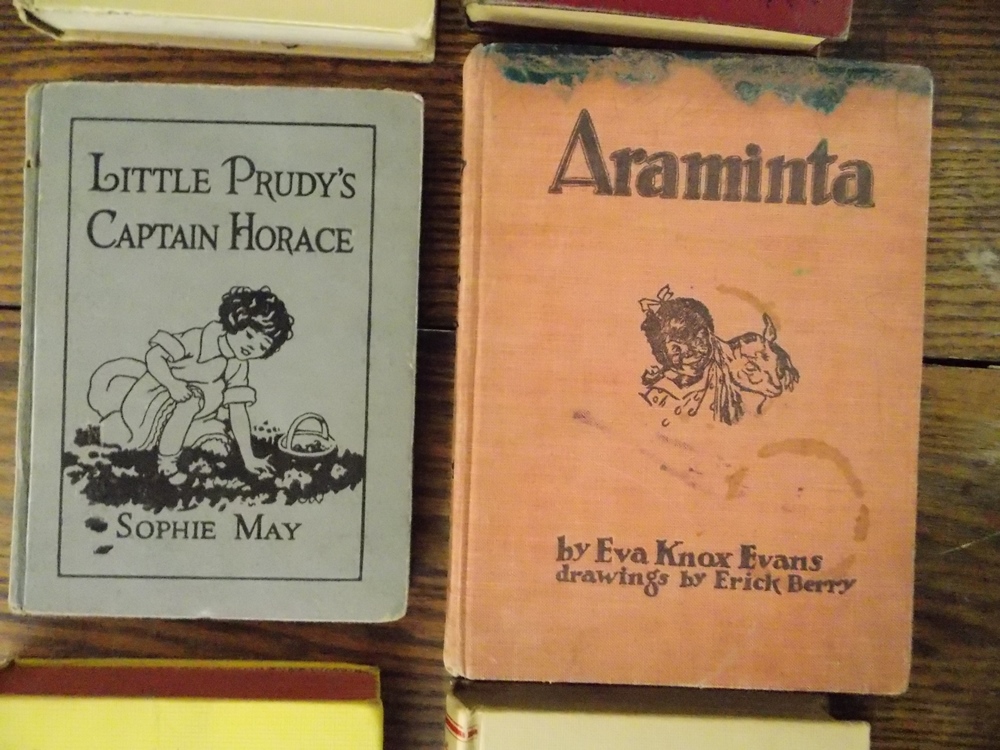 LITTLE PRUDY'S
CAPTAIN HORACE
SOPHIE MAY
Araminta
by Eva Knox Evans
drawings by Erick Berry